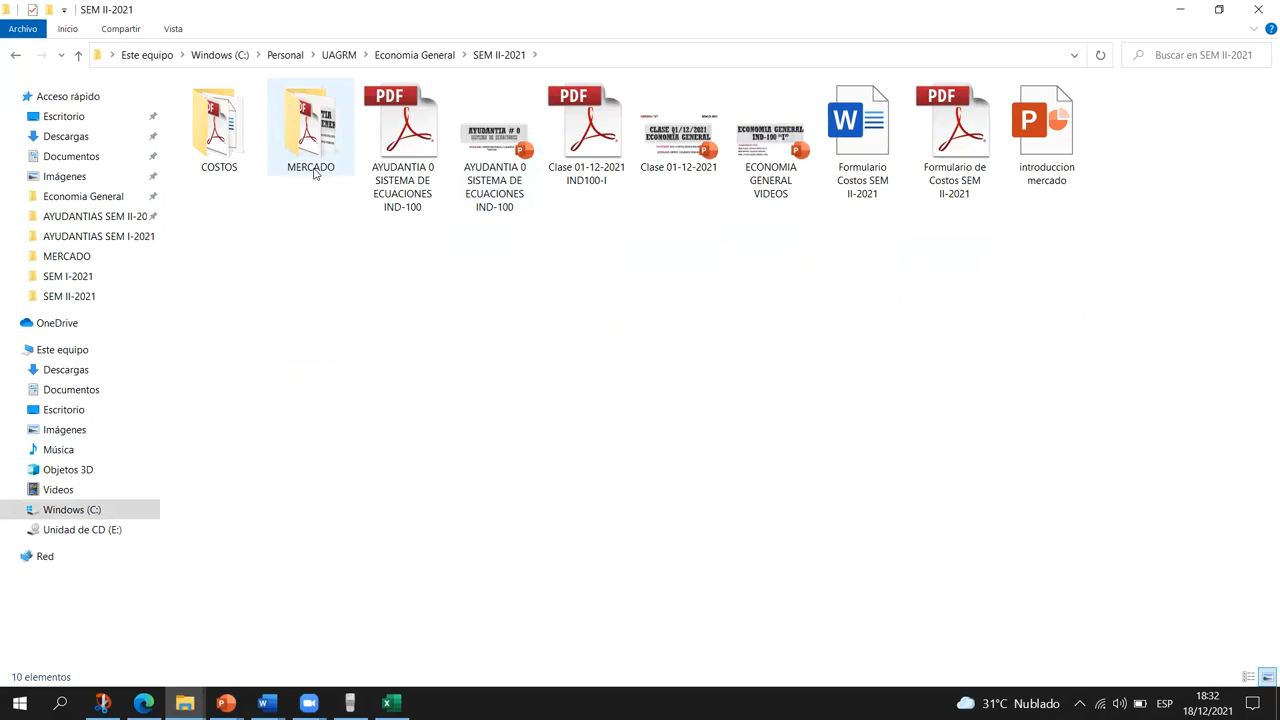 SEM II-2021
Archivo Inicio Compartir Vista
Este equipo Windows (C:) Personal UAGRM Economia General SEM II-2021
Buscar en SEM II-2021
Acceso rápido
Escritorio
Descargas
Documentos
Imágenes
Economia General
AYUDANTIAS SEM II-20
AYUDANTIAS SEM I-2021
MERCADO
SEM I-2021
SEM II-2021
OneDrive
Este equipo
Descargas
Documentos
Escritorio
Imágenes
Música
Objetos 3D
Videos
Windows (C:)
Unidad de CD (E:)
Red
COSTOS
MERCADO
PDF
AYUDANTIA 0
SISTEMA DE
ECUACIONES
IND-100
AYUDANTIA # 0
SISTEMA DE ECUACIONES
AYUDANTIA 0
SISTEMA DE
ECUACIONES
IND-100
PDF
Clase 01-12-2021
IND100-I
CLASE 01/12/2021
ECONOMÍA GENERAL
Clase 01-12-2021
ECONOMIA GENERAL
IND-100 "I"
ECONOMIA
GENERAL
VIDEOS
W
Formulario
Costos SEM
II-2021
PDF
Formulario de
Costos SEM
II-2021
P
introduccion
mercado
10 elementos
31°C Nublado
ESP
18:32
18/12/2021